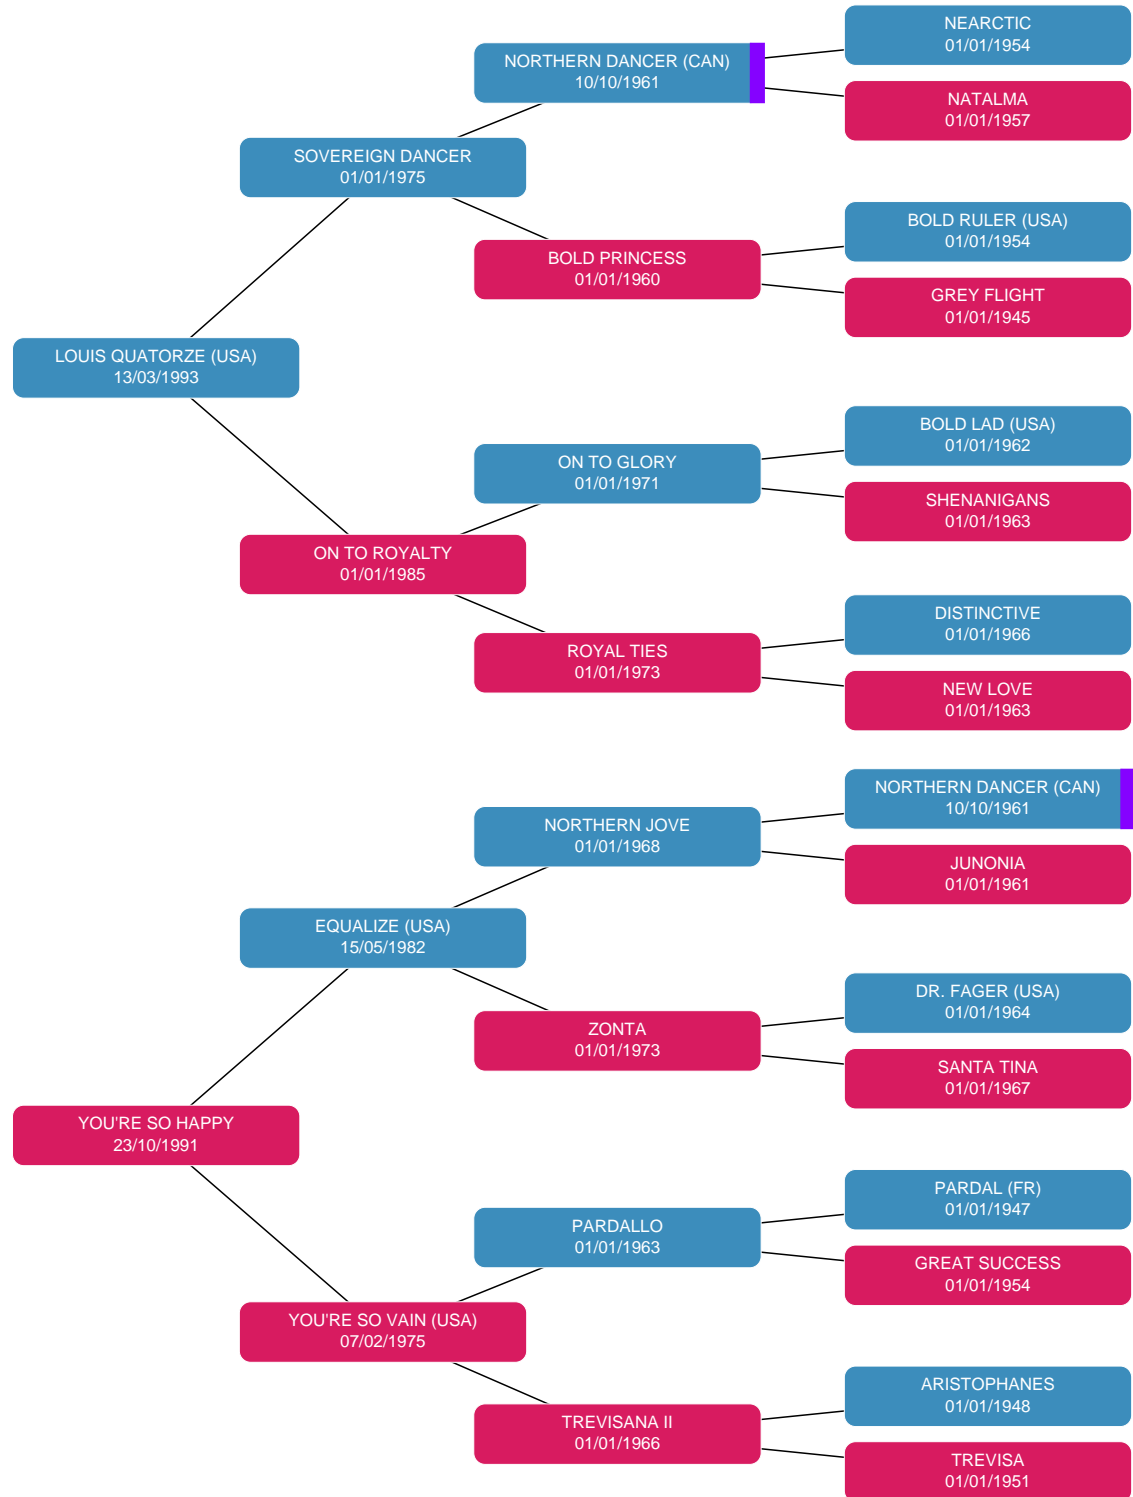 NEARCTIC
01/01/1954
NORTHERN DANCER (CAN)
10/10/1961
NATALMA
01/01/1957
SOVEREIGN DANCER
01/01/1975
BOLD RULER (USA)
01/01/1954
BOLD PRINCESS
01/01/1960
GREY FLIGHT
01/01/1945
LOUIS QUATORZE (USA)
13/03/1993
BOLD LAD (USA)
01/01/1962
ON TO GLORY
01/01/1971
SHENANIGANS
01/01/1963
ON TO ROYALTY
01/01/1985
DISTINCTIVE
01/01/1966
ROYAL TIES
01/01/1973
NEW LOVE
01/01/1963
NORTHERN DANCER (CAN)
10/10/1961
NORTHERN JOVE
01/01/1968
JUNONIA
01/01/1961
EQUALIZE (USA)
15/05/1982
DR. FAGER (USA)
01/01/1964
ZONTA
01/01/1973
SANTA TINA
01/01/1967
YOU'RE SO HAPPY
23/10/1991
PARDAL (FR)
01/01/1947
PARDALLO
01/01/1963
GREAT SUCCESS
01/01/1954
YOU'RE SO VAIN (USA)
07/02/1975
ARISTOPHANES
01/01/1948
TREVISANA II
01/01/1966
TREVISA
01/01/1951